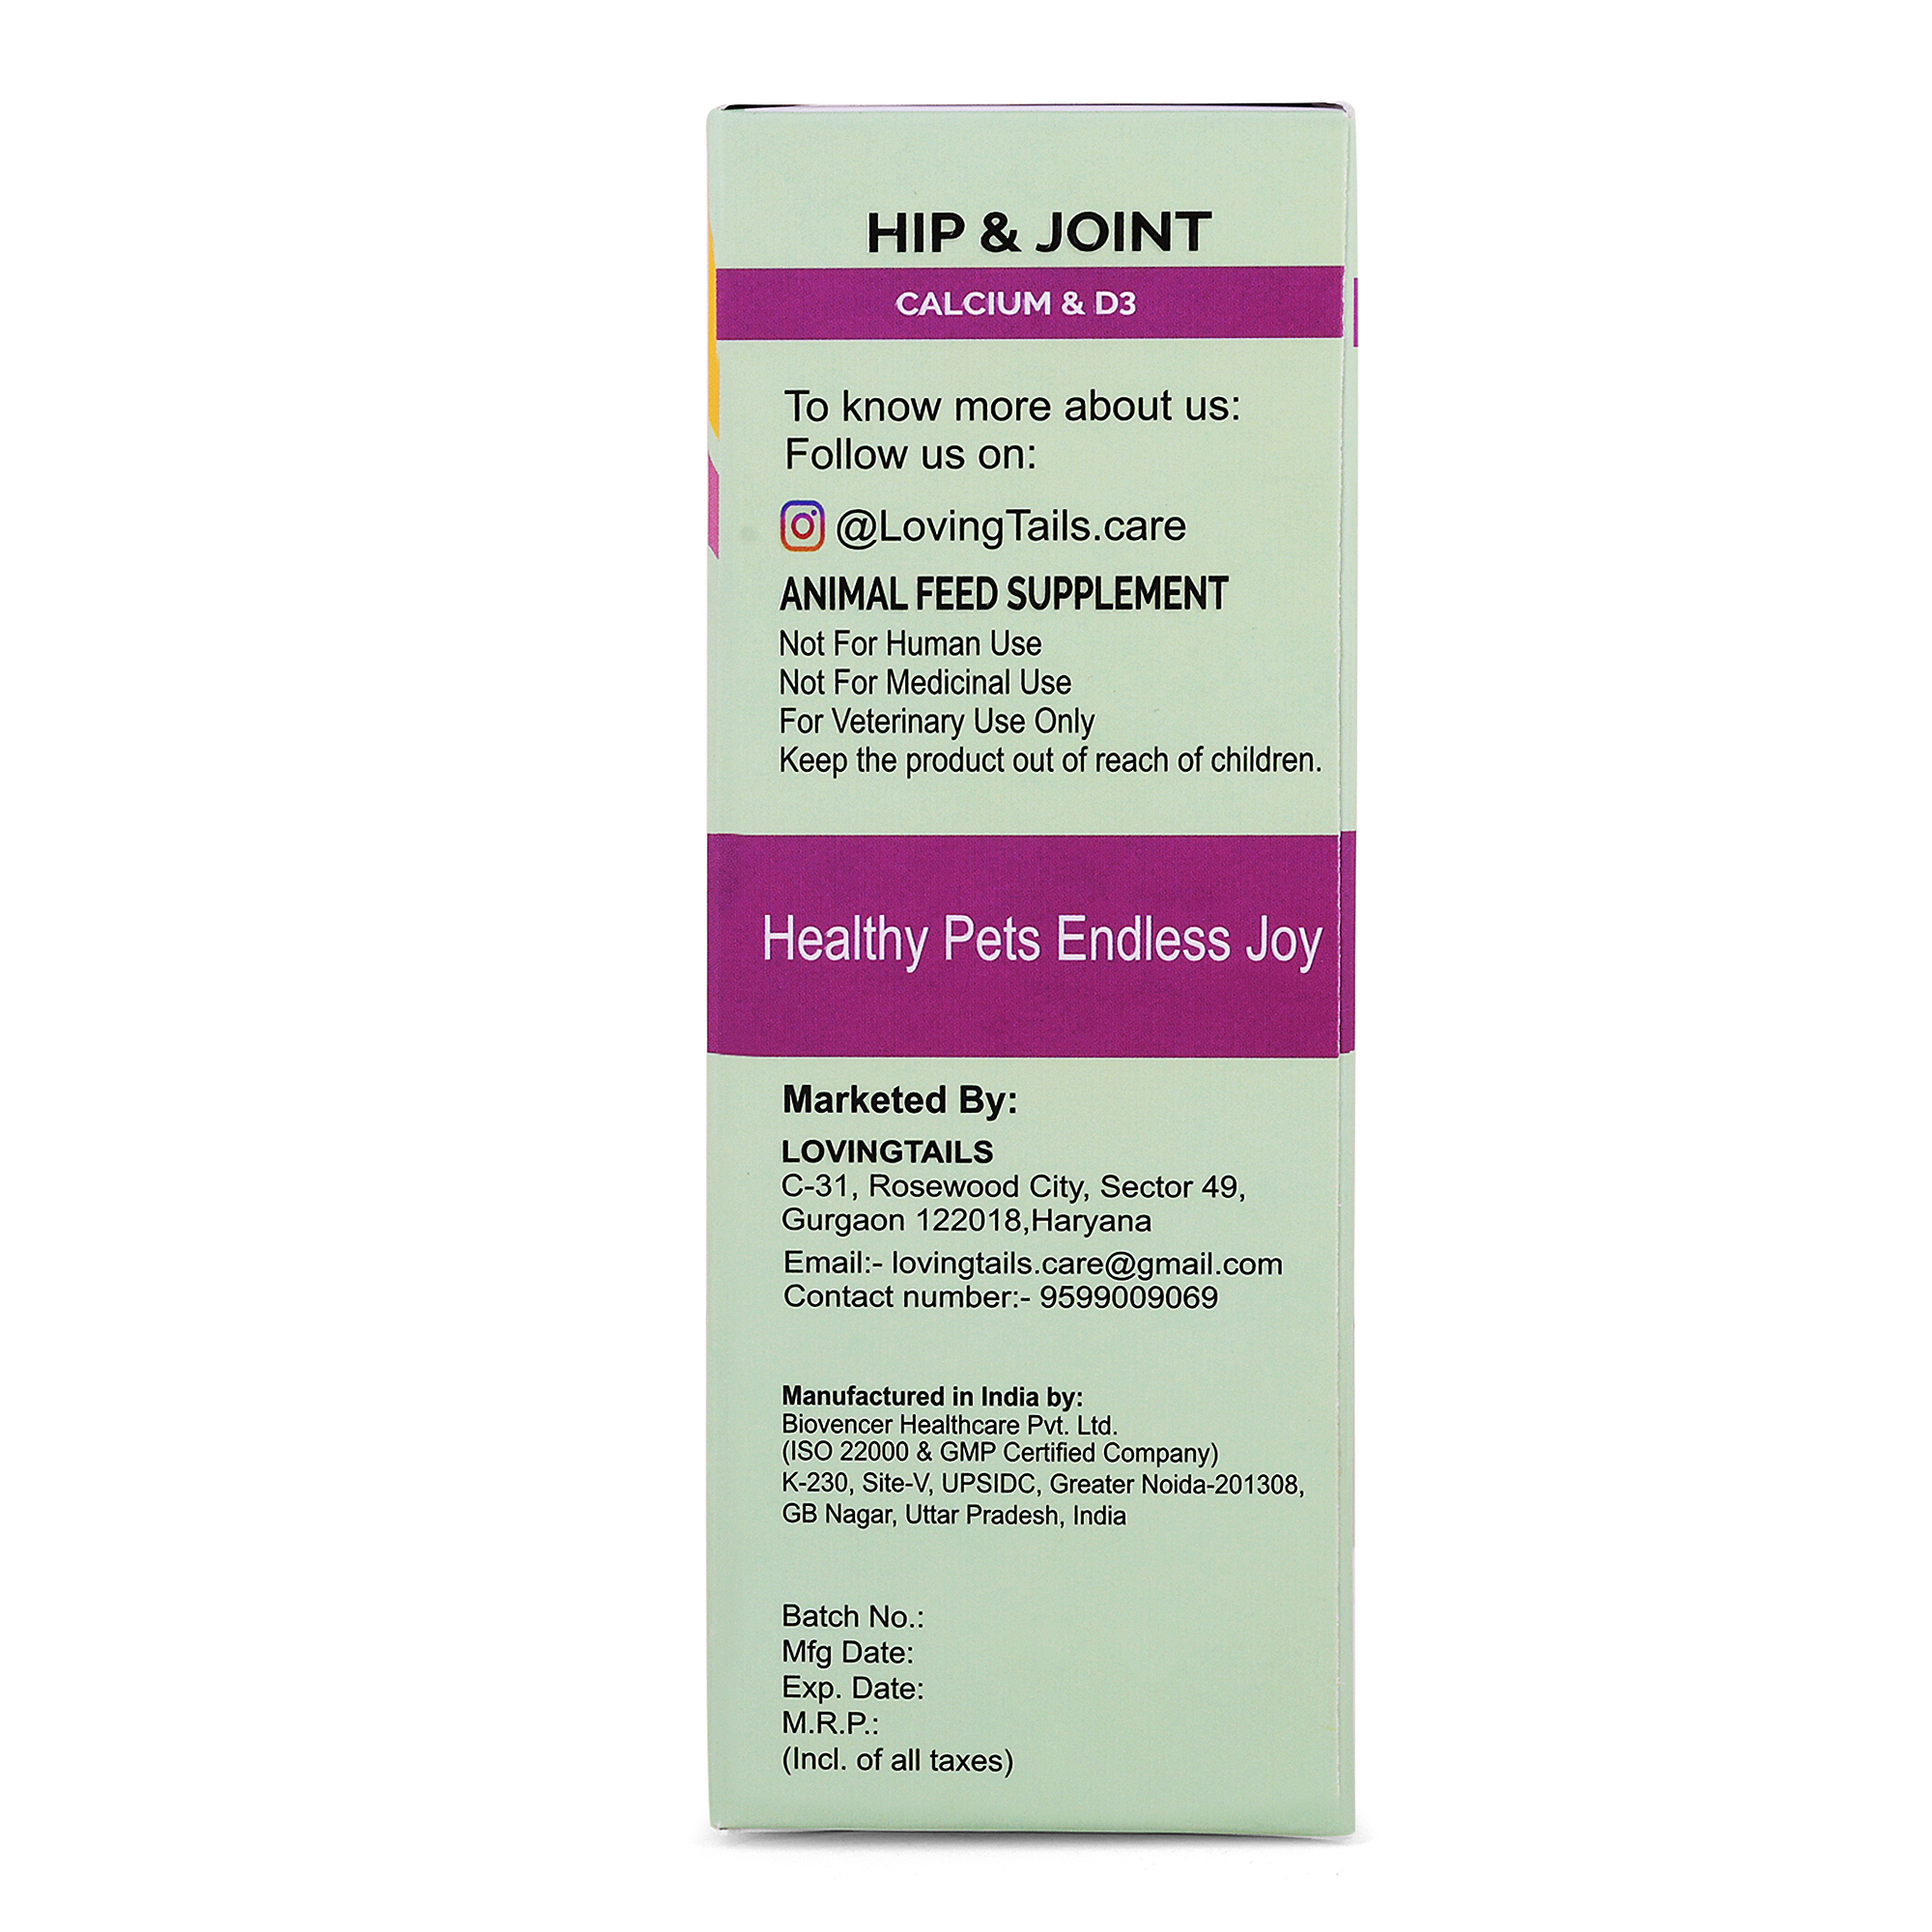 HIP & JOINT
CALCIUM & D3
To know more about us:
Follow us on:
@LovingTails.care
ANIMAL FEED SUPPLEMENT
Not For Human Use
Not For Medicinal Use
For Veterinary Use Only
Keep the product out of reach of children.
Healthy Pets Endless Joy
Marketed By:
LOVINGTAILS
C-31, Rosewood City, Sector 49,
Gurgaon 122018,Haryana
Email:- lovingtails.care@gmail.com
Contact number:- 9599009069
Manufactured in India by:
Biovencer Healthcare Pvt. Ltd.
(ISO 22000 & GMP Certified Company)
K-230, Site-V, UPSIDC, Greater Noida-201308,
GB Nagar, Uttar Pradesh, India
Batch No.:
Mfg Date:
Exp. Date:
M.R.P.:
(Incl. of all taxes)